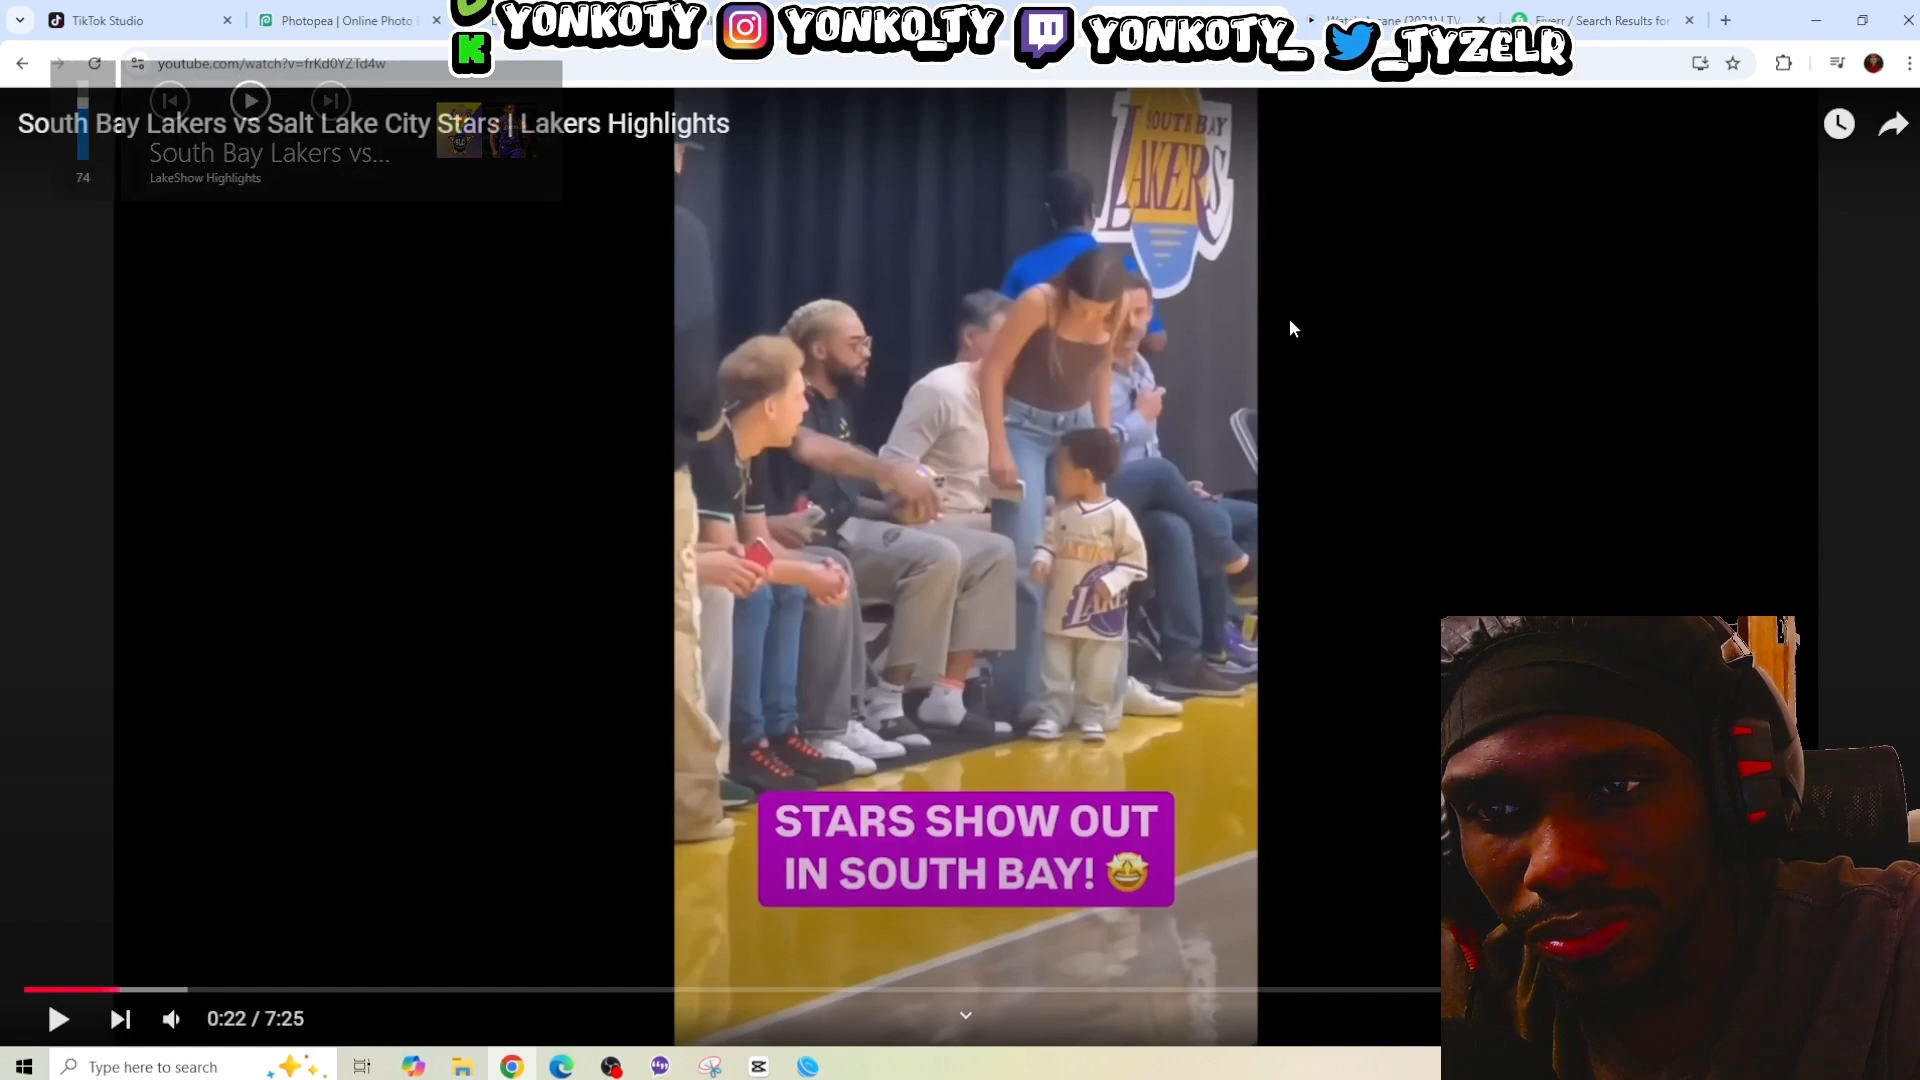 TikTok Studio
Photopea | Online Photo
Fiverr / Search Results for
K
YONKOTY
YONKO_TY
YONKOTY_
_TYZELR
youtube.com/watch?v=frKd0YZTd4w
South Bay Lakers vs Salt Lake City Stars | Lakers Highlights
South Bay Lakers vs...
LakeShow Highlights
74
SOUTH BAY
LAKERS
STARS SHOW OUT
IN SOUTH BAY! 🤩
0:22 / 7:25
Type here to search